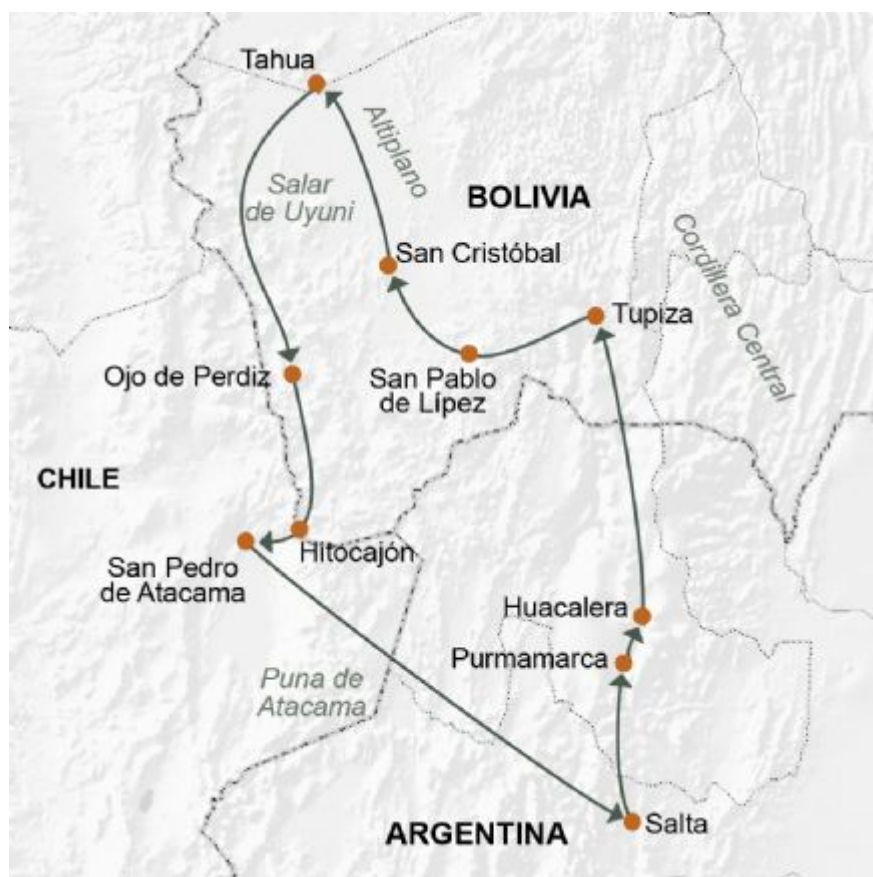 Tahua
Altiplano
Salar
de Uyuni
BOLIVIA
San Cristóbal
Cordillera Central
Tupiza
San Pablo
de Lípez
Ojo de Perdiz
CHILE
Hitocajón
San Pedro
de Atacama
Huacalera
Purmamarca
Puna de
Atacama
Salta
ARGENTINA